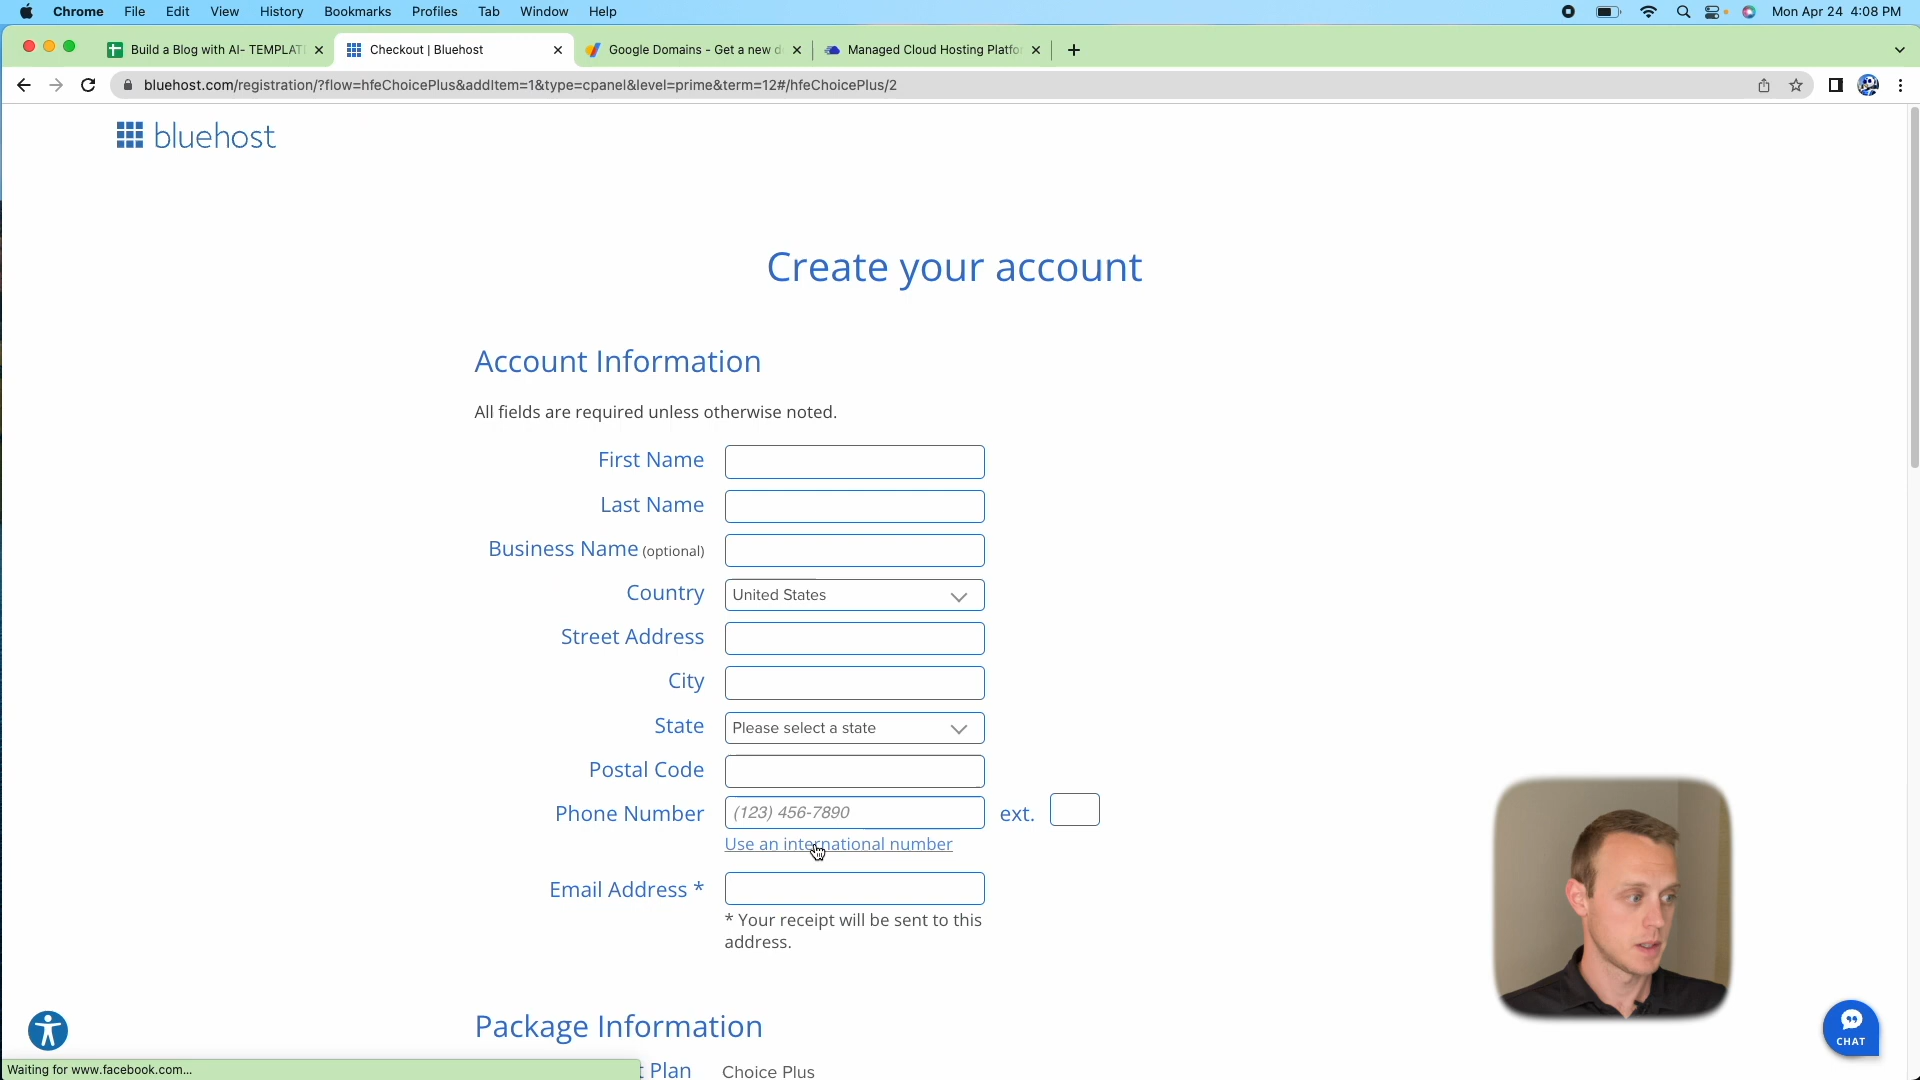 Chrome File Edit View History Bookmarks Profiles Tab Window Help Mon Apr 24 4:08 PM
Build a Blog with AI- TEMPLAT Checkout | Bluehost Google Domains - Get a new d Managed Cloud Hosting Platfo
bluehost.com/registration/?flow=hfeChoicePlus&addItem=1&type=cpanel&level=prime&term=12#/hfeChoicePlus/2
bluehost
Create your account
Account Information
All fields are required unless otherwise noted.
First Name
Last Name
Business Name (optional)
Country United States
Street Address
City
State Please select a state
Postal Code
Phone Number (123) 456-7890 ext.
Use an international number
Email Address *
* Your receipt will be sent to this
address.
Package Information
Plan Choice Plus
CHAT
Waiting for www.facebook.com...